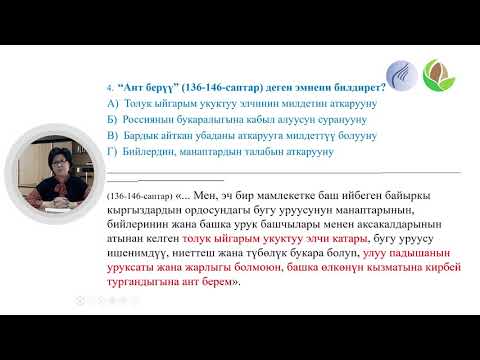 4. “Ант берүү” (136-146-саптар) деген эмнени билдирет?
А) Толук ыйгарым укуктуу элчинин милдетин аткарууну
Б) Россиянын букаралыгына кабыл алуусун сурануу
В) Бардык айткан убаданы аткарууга милдеттүү болууну
Г) Бийлердин, манаптардын талабын аткарууну
(136-146-саптар) «... Мен, эч бир мамлекетке баш ийбеген байыркы
кыргыздардын ордосундагы бугу уруусунун манаптарынын,
бийлеринин жана башка урук башчылары менен аксакалдарынын
атынан келген толук ыйгарым укуктуу элчи катары, бугу уруусу
ишенимдүү, ниеттеш жана түбөлүк букара болуп, улуу падышанын
уруксаты жана жарлыгы болмоюн, башка өлкөнүн кызматына кирбей
тургандыгына ант берем».